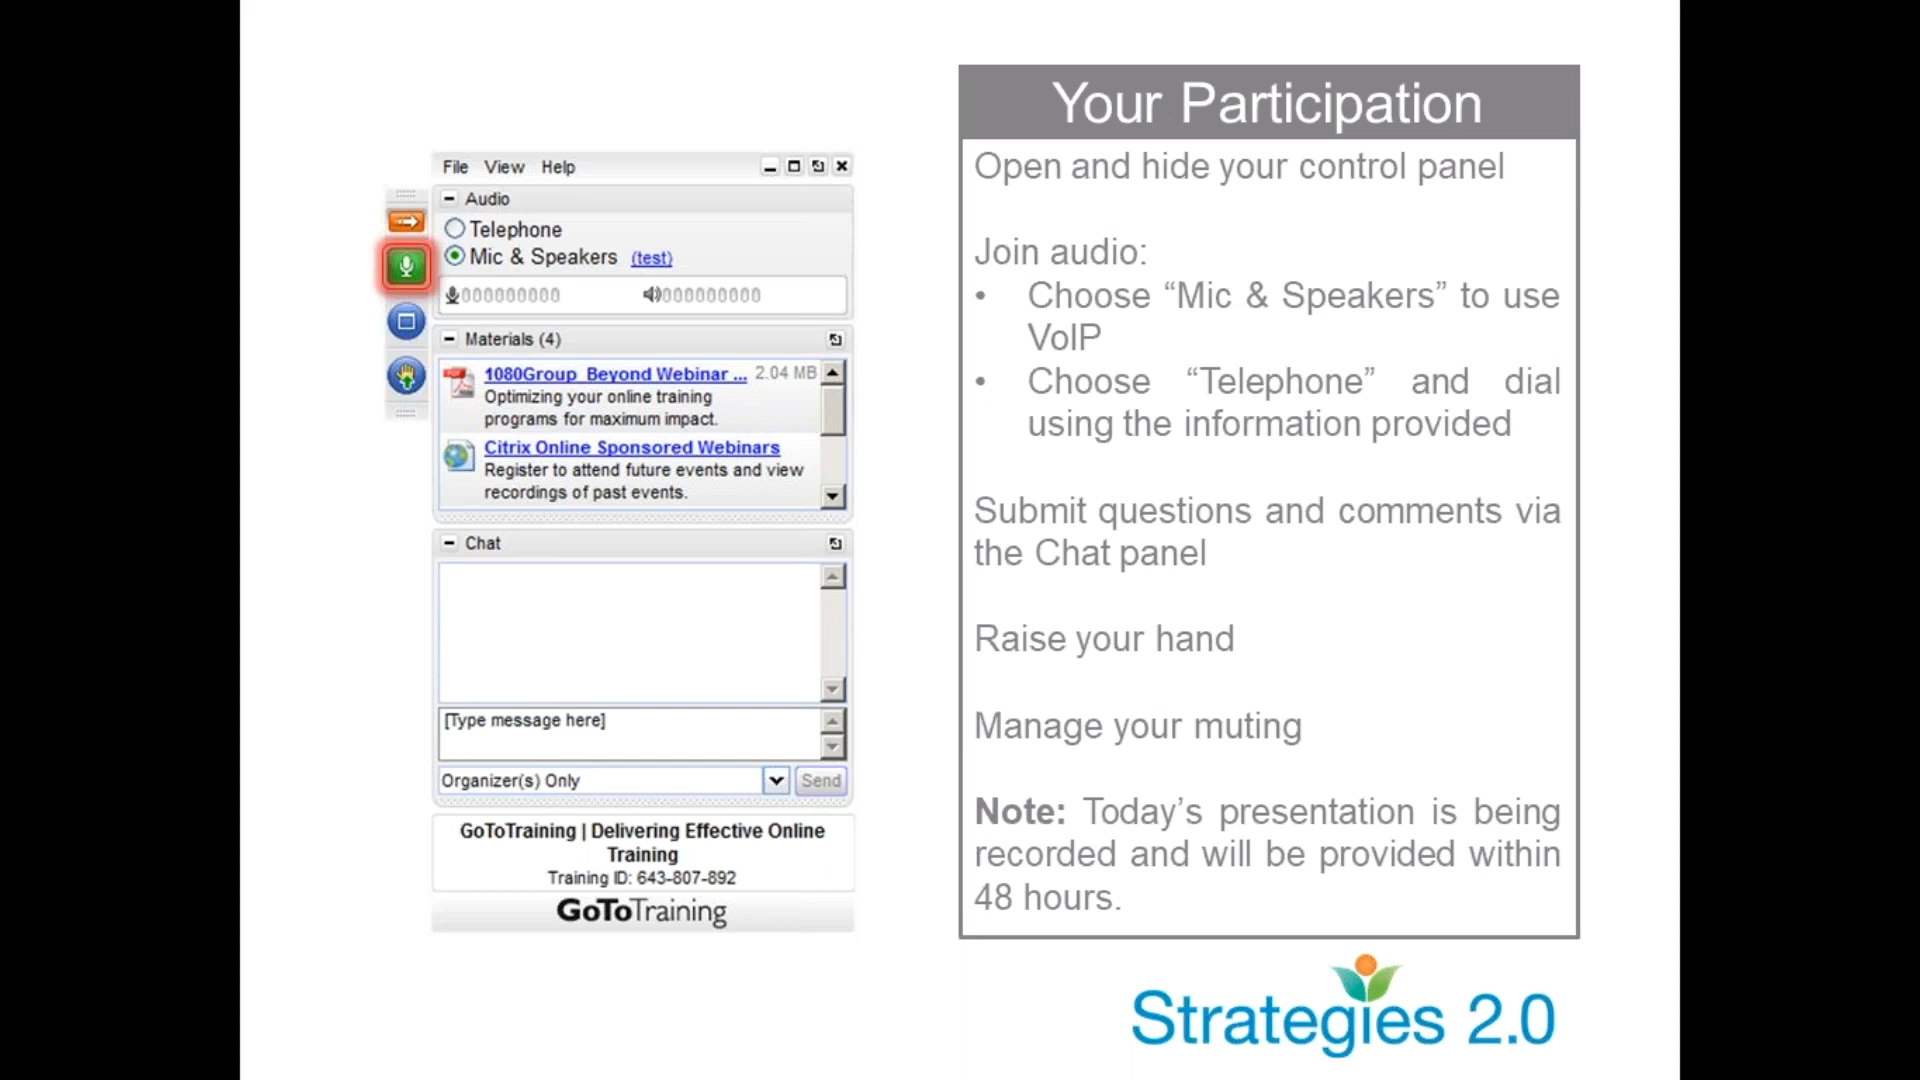 File View Help
Audio
Telephone
Mic & Speakers (test)
Materials (4)
1080Group Beyond Webinar ... 2.04 MB
Optimizing your online training
programs for maximum impact.
Citrix Online Sponsored Webinars
Register to attend future events and view
recordings of past events.
Chat
[Type message here]
Organizer(s) Only Send
GoToTraining | Delivering Effective Online
Training
Training ID: 643-807-892
GoToTraining
Your Participation
Open and hide your control panel
Join audio:
• Choose “Mic & Speakers” to use
VoIP
• Choose “Telephone” and dial
using the information provided
Submit questions and comments via
the Chat panel
Raise your hand
Manage your muting
Note: Today’s presentation is being
recorded and will be provided within
48 hours.
Strategies 2.0